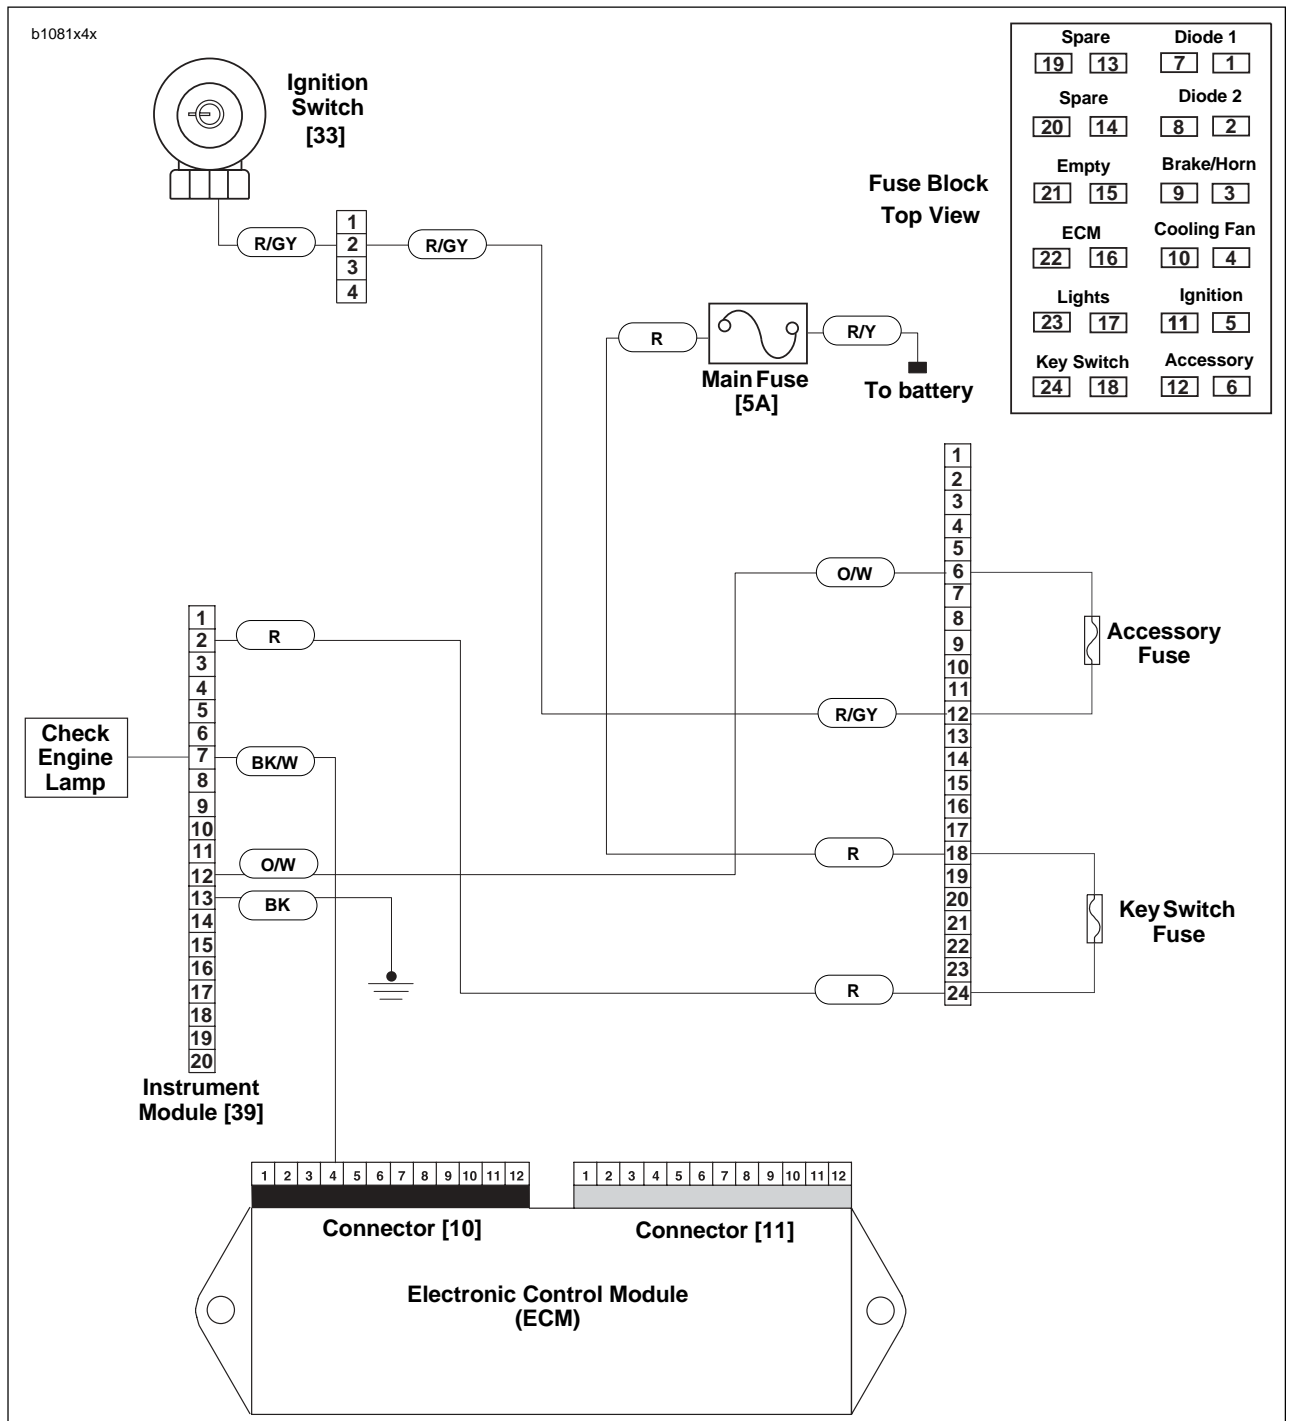 b1081x4x
Ignition
Switch
[33]
R/GY
1
2
3
4
R/GY
Fuse Block
Top View
Spare Diode 1
19 13 7 1
Spare Diode 2
20 14 8 2
Empty Brake/Horn
21 15 9 3
ECM Cooling Fan
22 16 10 4
Lights Ignition
23 17 11 5
Key Switch Accessory
24 18 12 6
R
R/Y
Main Fuse
[5A]
To battery
1
2
3
4
5
6
7
8
9
10
11
12
13
14
15
16
17
18
19
20
21
22
23
24
O/W
R/GY
R
R
Accessory
Fuse
Key Switch
Fuse
Check
Engine
Lamp
1
2
3
4
5
6
7
8
9
10
11
12
13
14
15
16
17
18
19
20
R
BK/W
O/W
BK
Instrument
Module [39]
1 2 3 4 5 6 7 8 9 10 11 12
1 2 3 4 5 6 7 8 9 10 11 12
Connector [10]
Connector [11]
Electronic Control Module
(ECM)